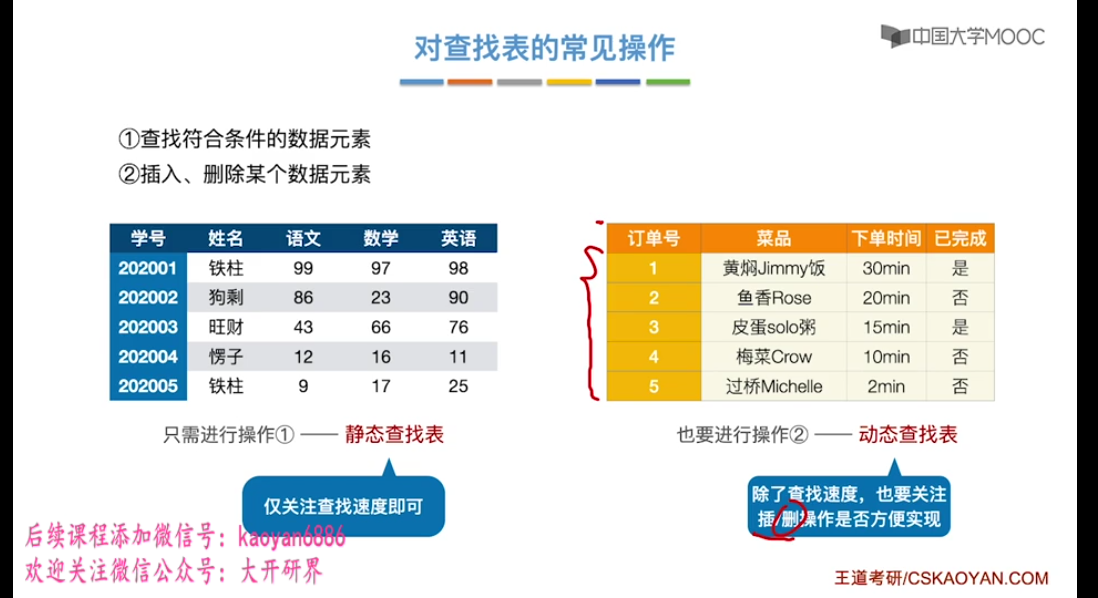 对查找表的常见操作
中国大学MOOC
①查找符合条件的数据元素
②插入、删除某个数据元素
学号 姓名 语文 数学 英语
202001 铁柱 99 97 98
202002 狗剩 86 23 90
202003 旺财 43 66 76
202004 愣子 12 16 11
202005 铁柱 9 17 25
订单号 菜品 下单时间 已完成
1 黄焖Jimmy饭 30min 是
2 鱼香Rose 20min 否
3 皮蛋solo粥 15min 是
4 梅菜Crow 10min 否
5 过桥Michelle 2min 否
只需进行操作① —— 静态查找表
也要进行操作② —— 动态查找表
仅关注查找速度即可
除了查找速度，也要关注
插/删操作是否方便实现
后续课程添加微信号：kaoyan6886
欢迎关注微信公众号：大开研界
王道考研/CSKAOYAN.COM